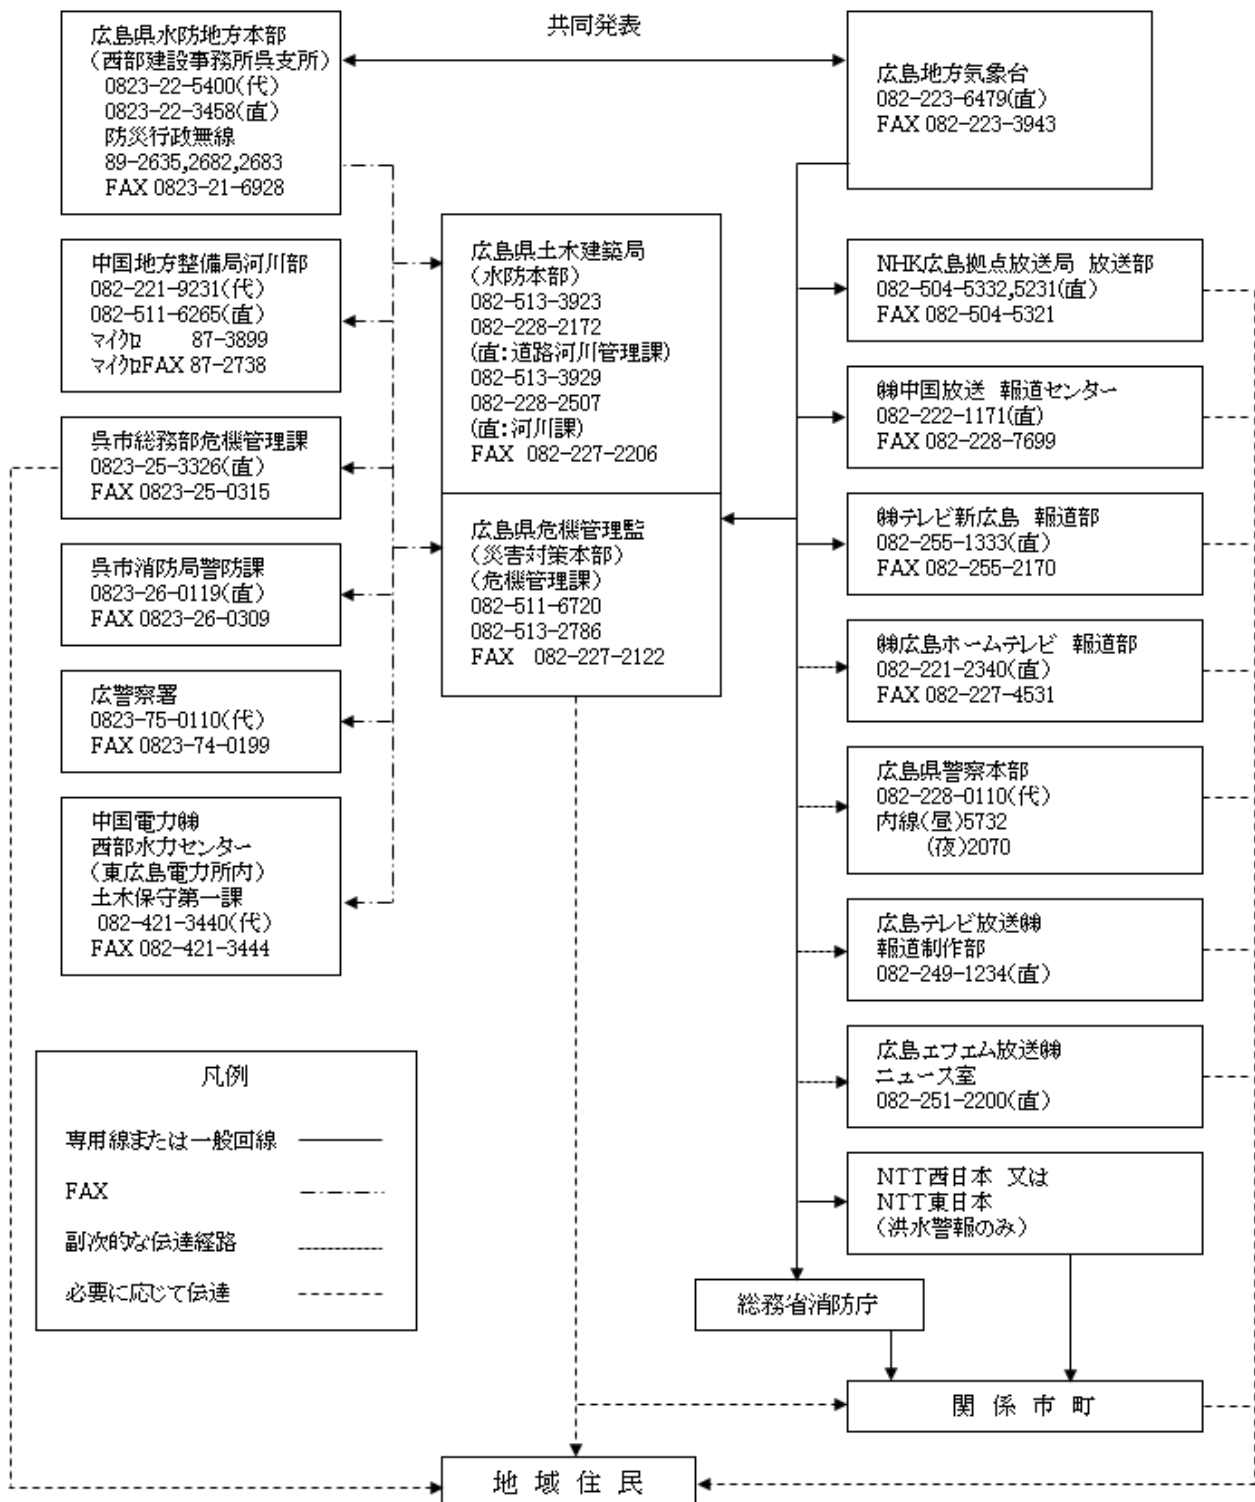 共同発表
広島県水防地方本部
(西部建設事務所呉支所)
0823-22-5400(代)
0823-22-3458(直)
防災行政無線
89-2635,2682,2683
FAX 0823-21-6928
中国地方整備局河川部
082-221-9231(代)
082-511-6265(直)
マイクロ 87-3899
マイクロFAX 87-2738
呉市総務部危機管理課
0823-25-3326(直)
FAX 0823-25-0315
呉市消防局警防課
0823-26-0119(直)
FAX 0823-26-0309
広警察署
0823-75-0110(代)
FAX 0823-74-0199
中国電力㈱
西部水力センター
(東広島電力所内)
土木保守第一課
082-421-3440(代)
FAX 082-421-3444
広島県土木建築局
(水防本部)
082-513-3923
082-228-2172
(直:道路河川管理課)
082-513-3929
082-228-2507
(直:河川課)
FAX 082-227-2206
広島県危機管理監
(災害対策本部)
(危機管理課)
082-511-6720
082-513-2786
FAX 082-227-2122
広島地方気象台
082-223-6479(直)
FAX 082-223-3943
NHK広島拠点放送局 放送部
082-504-5332,5231(直)
FAX 082-504-5321
㈱中国放送 報道センター
082-222-1171(直)
FAX 082-228-7699
㈱テレビ新広島 報道部
082-255-1333(直)
FAX 082-255-2170
㈱広島ホームテレビ 報道部
082-221-2340(直)
FAX 082-227-4531
広島県警察本部
082-228-0110(代)
内線(昼)5732
(夜)2070
広島テレビ放送㈱
報道制作部
082-249-1234(直)
広島エフエム放送㈱
ニュース室
082-251-2200(直)
NTT西日本 又は
NTT東日本
(洪水警報のみ)
総務省消防庁
関係市町
地域住民
凡例
専用線または一般回線
FAX
副次的な伝達経路
必要に応じて伝達